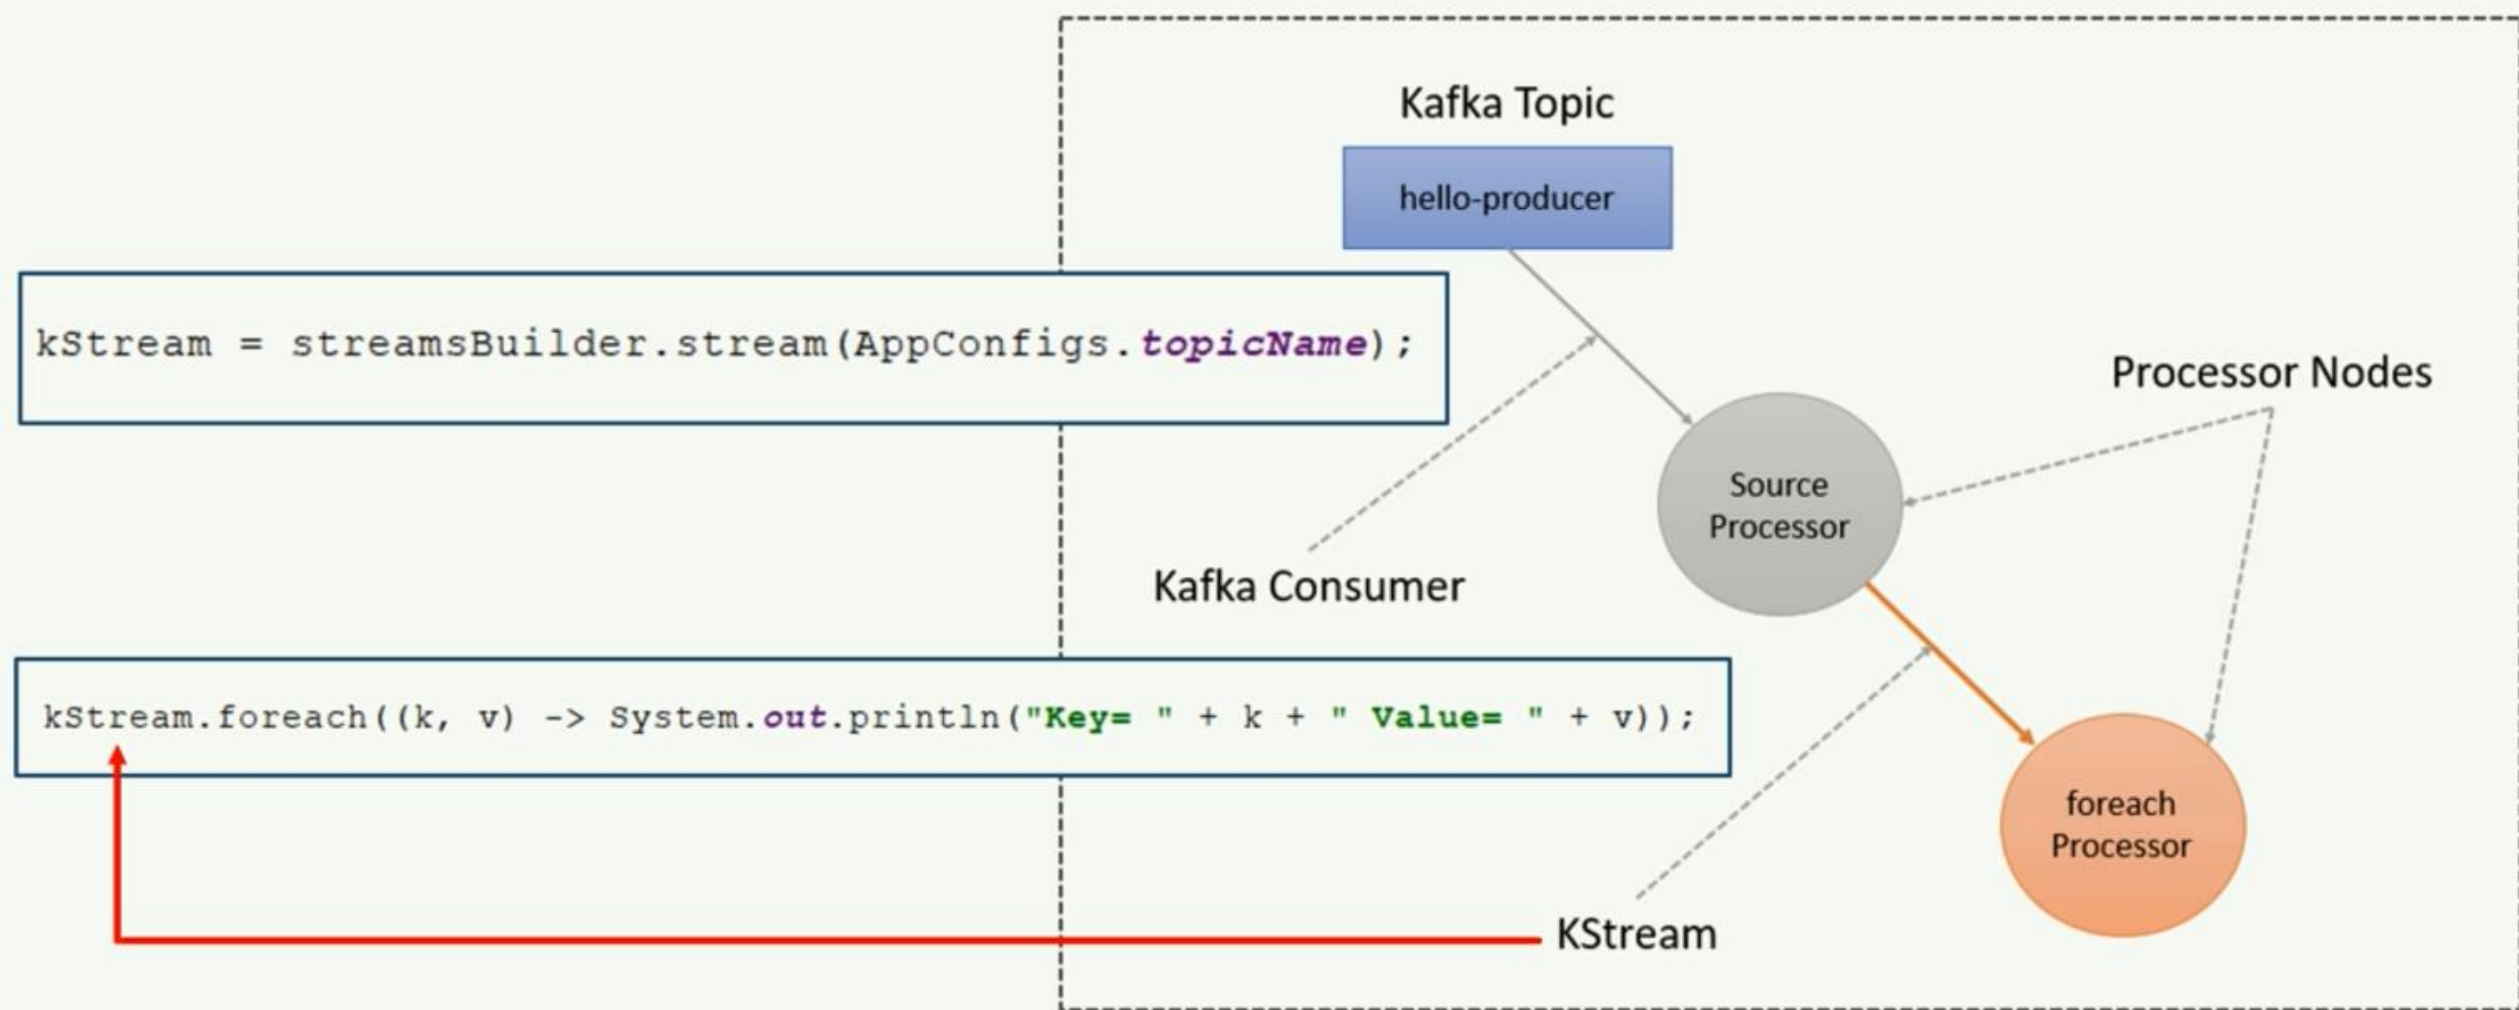 Kafka Topic
hello-producer
kStream = streamsBuilder.stream(AppConfigs.topicName);
Processor Nodes
Source
Processor
Kafka Consumer
kStream.foreach((k, v) -> System.out.println("Key= " + k + " Value= " + v));
foreach
Processor
KStream